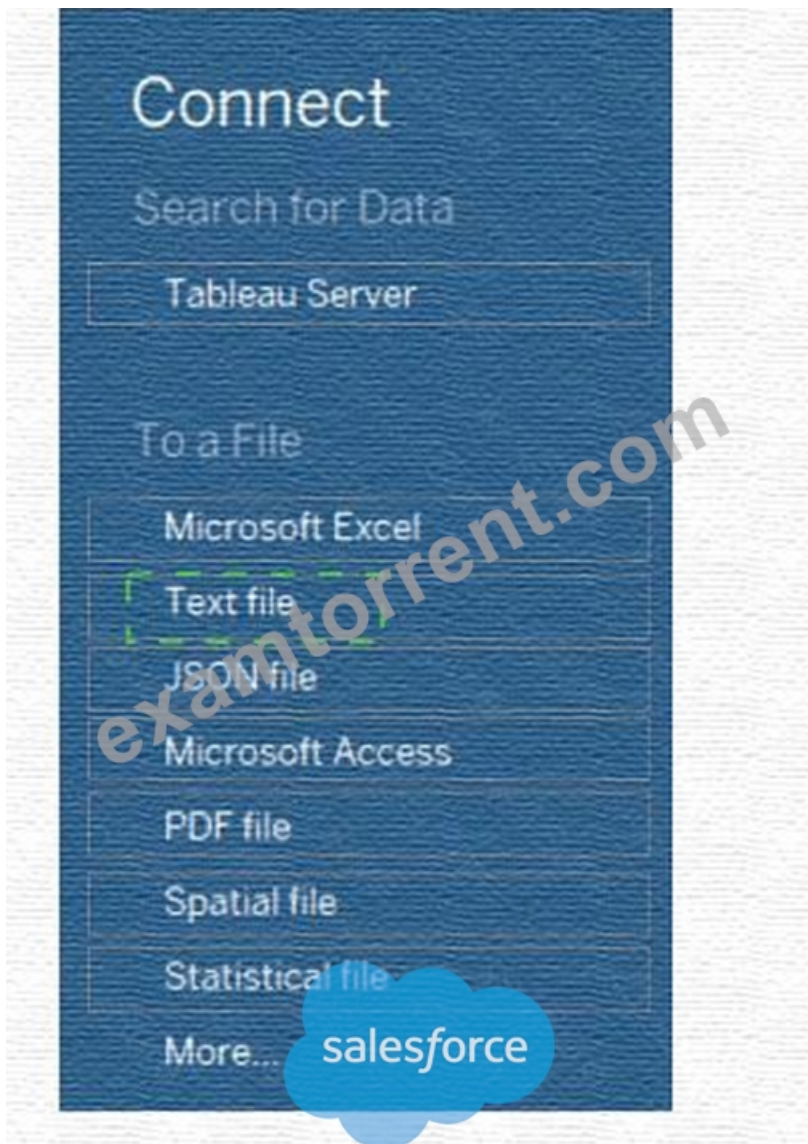 Connect
Search for Data
Tableau Server
To a File
Microsoft Excel
Text file
JSON file
Microsoft Access
PDF file
Spatial file
Statistical file
More...
salesforce
examtorrent.com